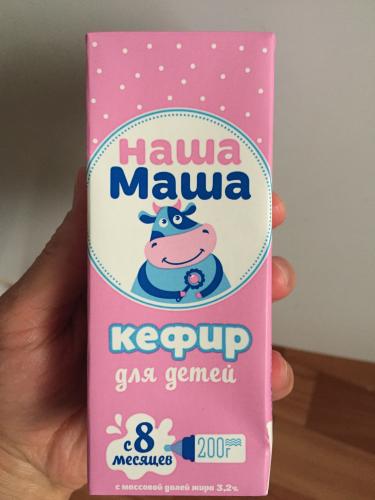 наша
Маша
кефир
для детей
с 8
месяцев
200г
с массовой долей жира 3,2%